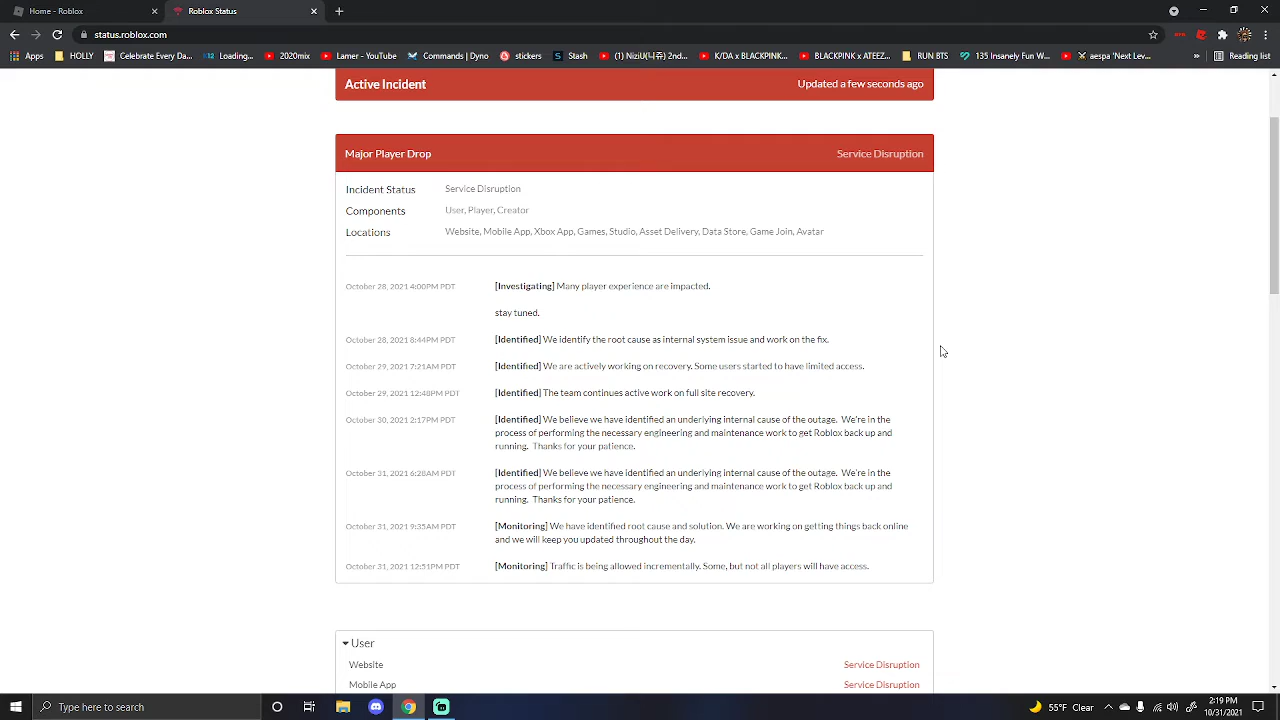 Home - Roblox
Roblox Status
status.roblox.com
Apps
HOLLY
Celebrate Every Da...
Loading...
2020mix
Lamer - YouTube
Commands | Dyno
stickers
Stash
(1) NiziU(니쥬) Dand...
K/DA x BLACKPINK...
BLACKPINK x ATEEZ...
RUN BTS
135 Insanely Fun W...
aespa 'Next Lev...
»
Reading list
Active Incident
Updated a few seconds ago
Major Player Drop
Service Disruption
Incident Status
Service Disruption
Components
User, Player, Creator
Locations
Website, Mobile App, Xbox App, Games, Studio, Asset Delivery, Data Store, Game Join, Avatar
October 28, 2021 4:00PM PDT
[Investigating] Many player experience are impacted.
stay tuned.
October 28, 2021 8:44PM PDT
[Identified] We identify the root cause as internal system issue and work on the fix.
October 29, 2021 7:21AM PDT
[Identified] We are actively working on recovery. Some users started to have limited access.
October 29, 2021 12:48PM PDT
[Identified] The team continues active work on full site recovery.
October 30, 2021 2:17PM PDT
[Identified] We believe we have identified an underlying internal cause of the outage. We're in the
process of performing the necessary engineering and maintenance work to get Roblox back up and
running. Thanks for your patience.
October 31, 2021 6:28AM PDT
[Identified] We believe we have identified an underlying internal cause of the outage. We're in the
process of performing the necessary engineering and maintenance work to get Roblox back up and
running. Thanks for your patience.
October 31, 2021 9:35AM PDT
[Monitoring] We have identified root cause and solution. We are working on getting things back online
and we will keep you updated throughout the day.
October 31, 2021 12:51PM PDT
[Monitoring] Traffic is being allowed incrementally. Some, but not all players will have access.
User
Website
Service Disruption
Mobile App
Service Disruption
Type here to search
55°F Clear
2:19 PM
10/31/2021